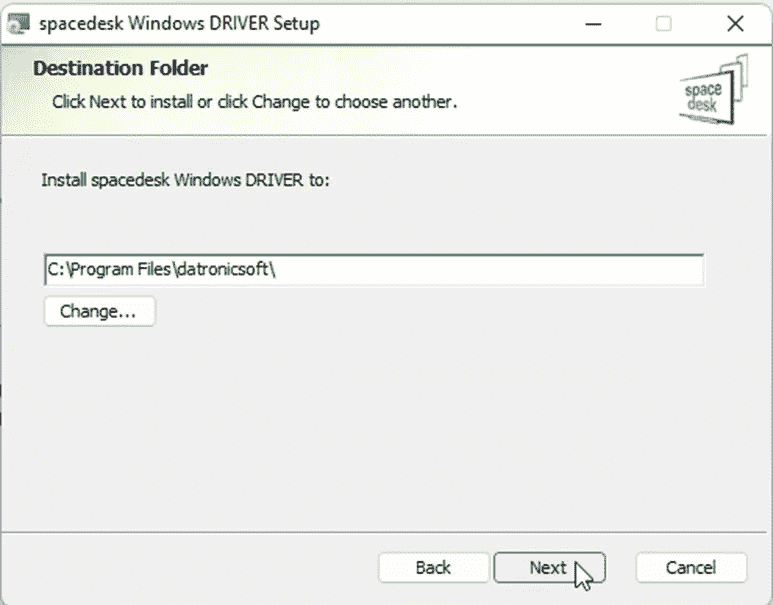 spacedesk Windows DRIVER Setup
Destination Folder
Click Next to install or click Change to choose another.
space
desk
Install spacedesk Windows DRIVER to:
C:\Program Files\datronicsoft\
Change...
Back
Next
Cancel